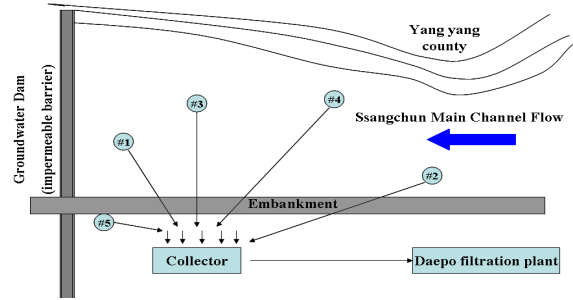 Yang yang
county
Groundwater Dam
(impermeable barrier)
#3
#4
Ssangchun Main Channel Flow
#1
#2
Embankment
#5
Collector
Daepo filtration plant